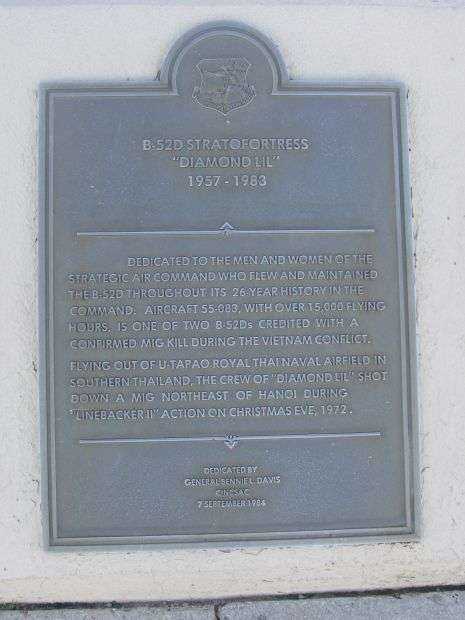 B-52D STRATOFORTRESS
"DIAMOND LIL"
1957 - 1983
DEDICATED TO THE MEN AND WOMEN OF THE
STRATEGIC AIR COMMAND WHO FLEW AND MAINTAINED
THE B-52D THROUGHOUT ITS 26-YEAR HISTORY IN THE
COMMAND. AIRCRAFT 55-083, WITH OVER 15,000 FLYING
HOURS, IS ONE OF TWO B-52Ds CREDITED WITH A
CONFIRMED MIG KILL DURING THE VIETNAM CONFLICT.
FLYING OUT OF U-TAPAO ROYAL THAI NAVAL AIRFIELD IN
SOUTHERN THAILAND, THE CREW OF "DIAMOND LIL" SHOT
DOWN A MIG NORTHEAST OF HANOI DURING
"LINEBACKER II" ACTION ON CHRISTMAS EVE, 1972.
DEDICATED BY
GENERAL BENNIE L. DAVIS
CINCSAC
7 SEPTEMBER 1984